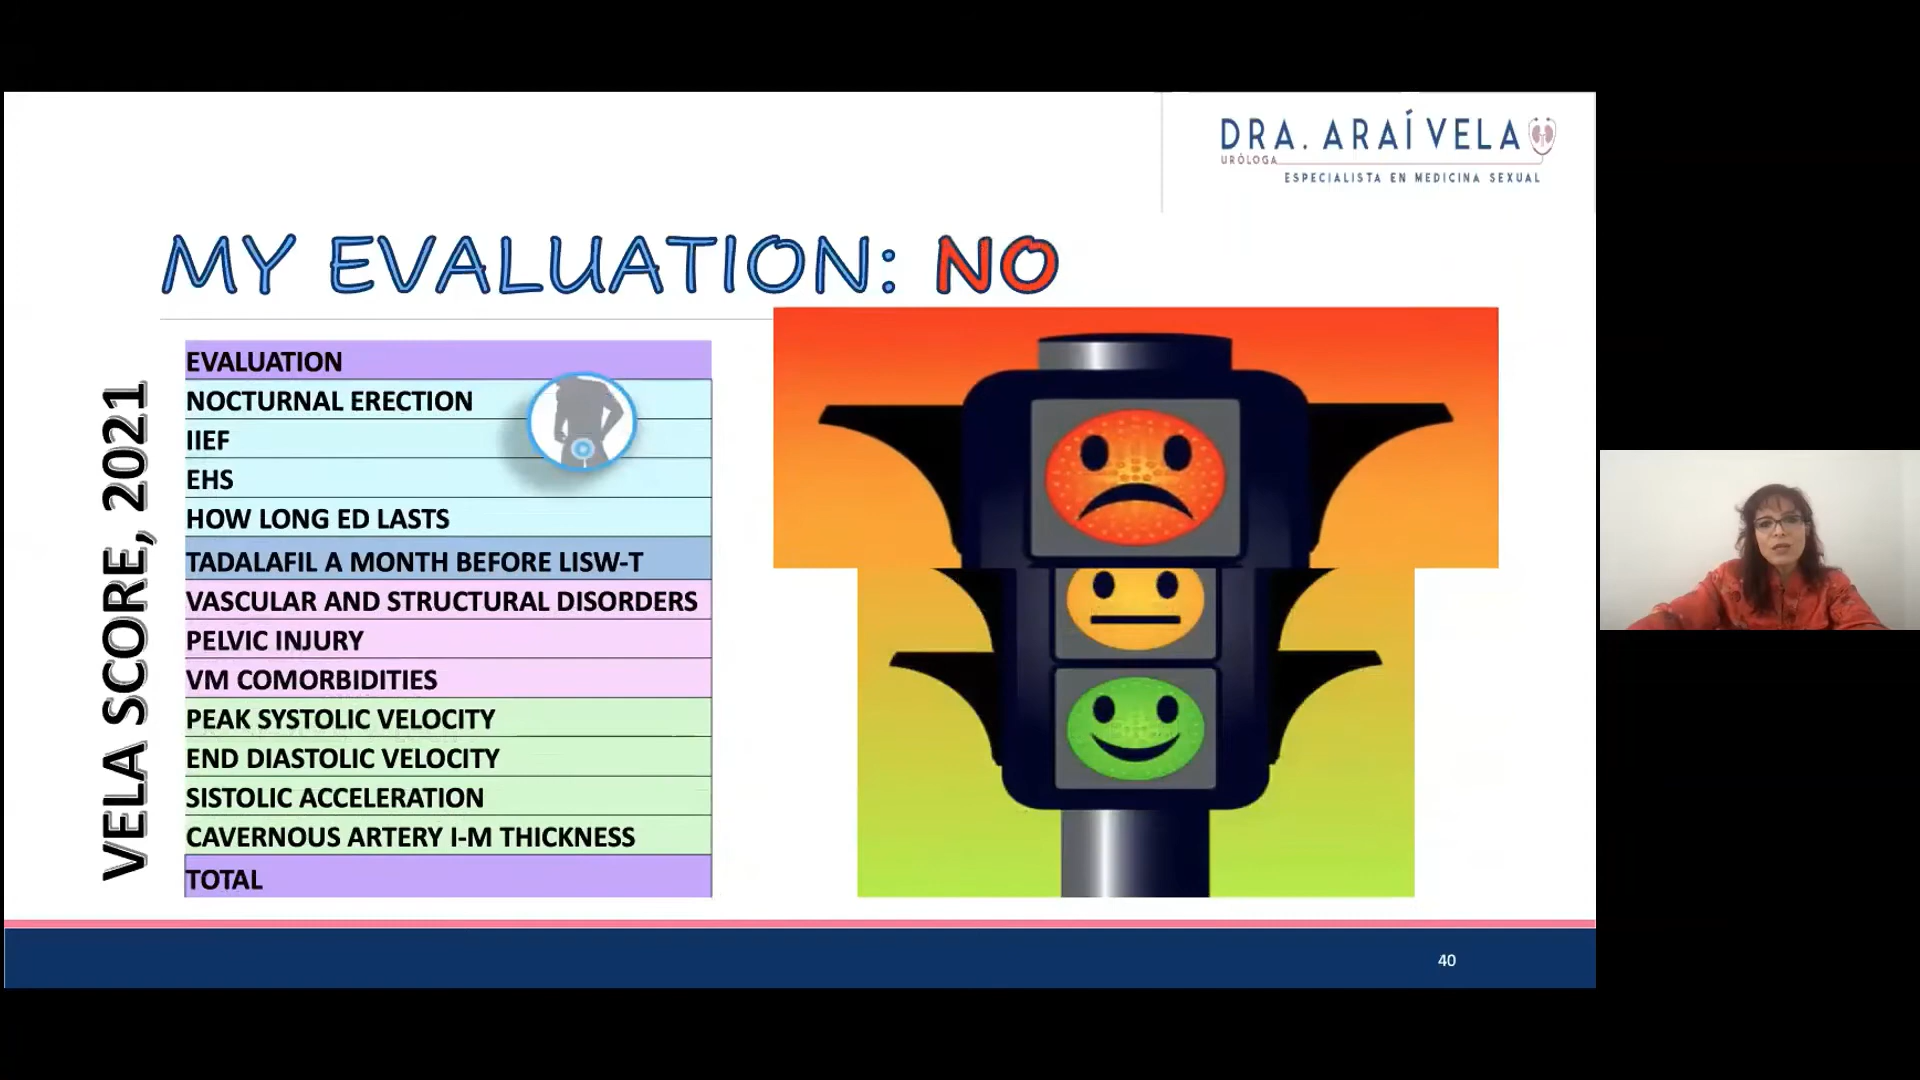 DRA. ARAÍ VELA
URÓLOGA
ESPECIALISTA EN MEDICINA SEXUAL
MY EVALUATION: NO
VELA SCORE, 2021
EVALUATION
NOCTURNAL ERECTION
IIEF
EHS
HOW LONG ED LASTS
TADALAFIL A MONTH BEFORE LISW-T
VASCULAR AND STRUCTURAL DISORDERS
PELVIC INJURY
VM COMORBIDITIES
PEAK SYSTOLIC VELOCITY
END DIASTOLIC VELOCITY
SISTOLIC ACCELERATION
CAVERNOUS ARTERY I-M THICKNESS
TOTAL
40